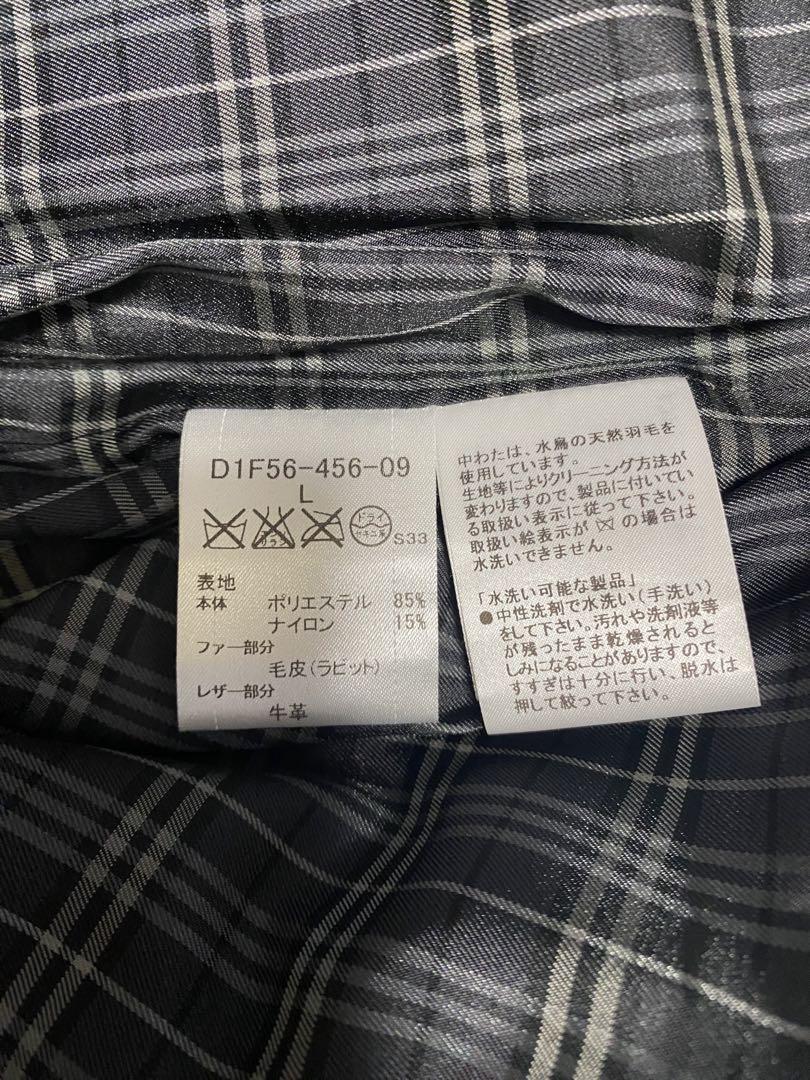 D1F56-456-09
L
ドライ
セキユ系
S33
表地
本体 ポリエステル 85%
ナイロン 15%
ファー部分
毛皮(ラビット)
レザー部分
牛革
中わたは、水鳥の天然羽毛を
使用しています。
生地等によりクリーニング方法が
変わりますので、製品に付いてい
る取扱い表示に従って下さい。
取扱い絵表示が の場合は
水洗いできません。
「水洗い可能な製品」
●中性洗剤で水洗い(手洗い)
をして下さい。汚れや洗剤液等
が残ったまま乾燥されると
しみになることがありますので、
すすぎは十分に行い、脱水は
押して絞って下さい。